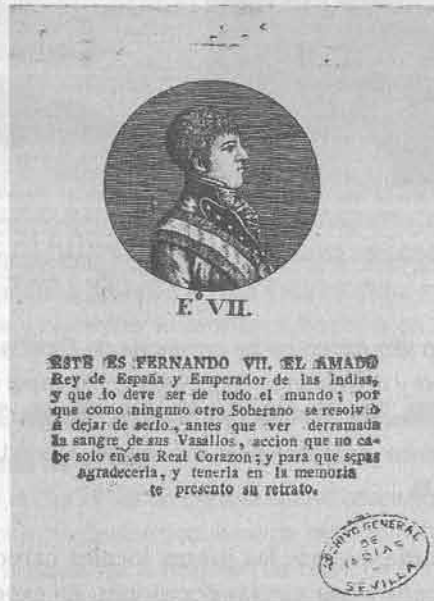 F.º VII.
ESTE ES FERNANDO VII. EL AMADO
Rey de España y Emperador de las Indias,
y que lo deve ser de todo el mundo; por
que como ningnno otro Soberano se resolvió
á dejar de serlo, antes que ver derramada
la sangre de sus Vasallos, accion que no ca-
be solo en su Real Corazon; y para que sepas
agradecerla, y tenerla en la memoria
te presento su retrato.
ARCHIVO GENERAL
DE
INDIAS
SEVILLA